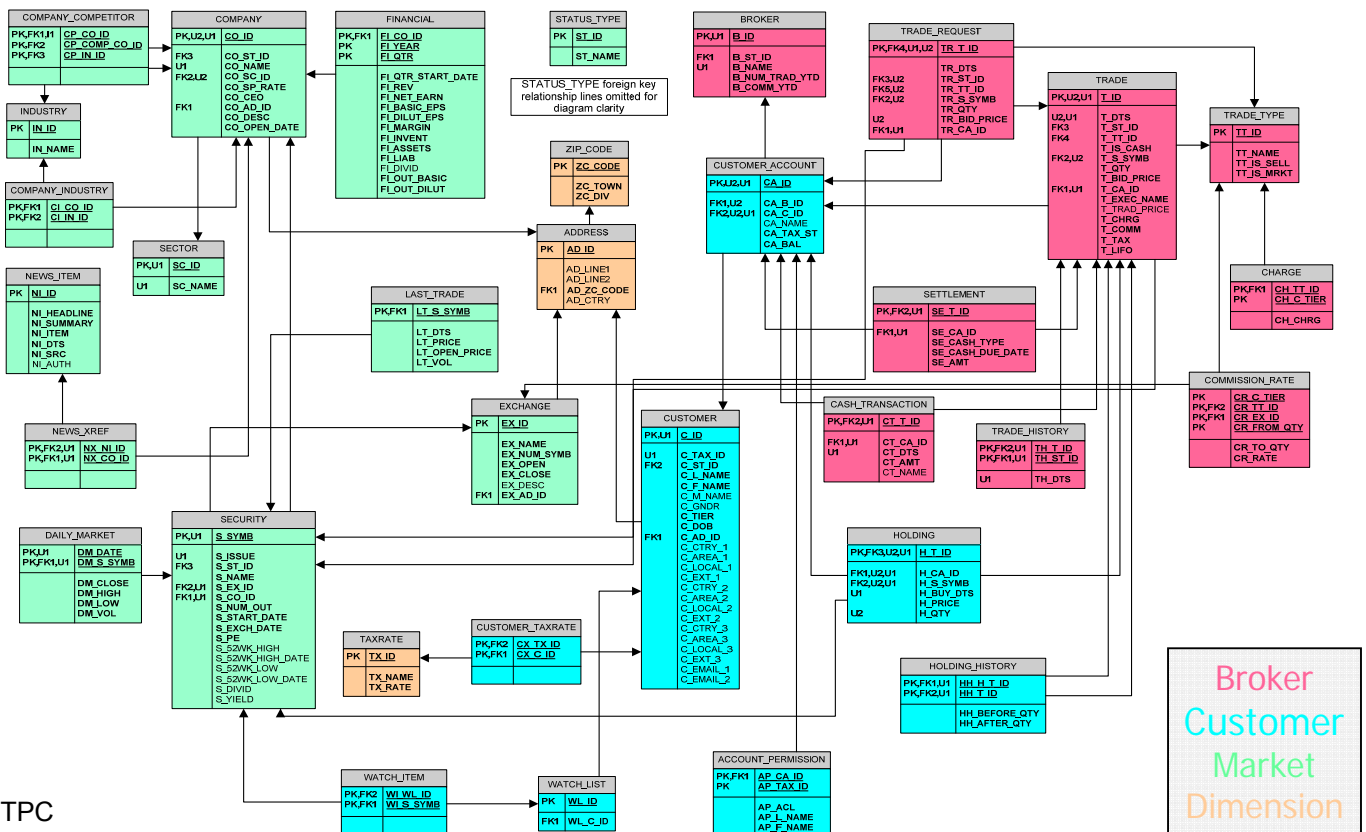 COMPANY_COMPETITOR
PK,FK1,I1 CP_CO_ID
PK,FK2 CP_COMP_CO_ID
PK,FK3 CP_IN_ID
COMPANY
PK,U2,U1 CO_ID
FK3 CO_ST_ID
U1 CO_NAME
FK2,U2 CO_SC_ID
CO_SP_RATE
CO_CEO
FK1 CO_AD_ID
CO_DESC
CO_OPEN_DATE
FINANCIAL
PK,FK1 FI_CO_ID
PK FI_YEAR
PK FI_QTR
FI_QTR_START_DATE
FI_REV
FI_NET_EARN
FI_BASIC_EPS
FI_DILUT_EPS
FI_MARGIN
FI_INVENT
FI_ASSETS
FI_LIAB
FI_DIVID
FI_OUT_BASIC
FI_OUT_DILUT
STATUS_TYPE
PK ST_ID
ST_NAME
STATUS_TYPE foreign key
relationship lines omitted for
diagram clarity
BROKER
PK,U1 B_ID
FK1 B_ST_ID
U1 B_NAME
B_NUM_TRAD_YTD
B_COMM_YTD
TRADE_REQUEST
PK,FK4,U1,U2 TR_T_ID
TR_DTS
FK3,U2 TR_ST_ID
FK5,U2 TR_TT_ID
FK2,U2 TR_S_SYMB
TR_QTY
U2 TR_BID_PRICE
FK1,U1 TR_CA_ID
TRADE
PK,U2,U1 T_ID
U2,U1 T_DTS
FK3 T_ST_ID
FK4 T_TT_ID
T_IS_CASH
FK2,U2 T_S_SYMB
T_QTY
T_BID_PRICE
FK1,U1 T_CA_ID
T_EXEC_NAME
T_TRAD_PRICE
T_CHRG
T_COMM
T_TAX
T_LIFO
TRADE_TYPE
PK TT_ID
TT_NAME
TT_IS_SELL
TT_IS_MRKT
INDUSTRY
PK IN_ID
IN_NAME
COMPANY_INDUSTRY
PK,FK1 CI_CO_ID
PK,FK2 CI_IN_ID
SECTOR
PK,U1 SC_ID
U1 SC_NAME
ZIP_CODE
PK ZC_CODE
ZC_TOWN
ZC_DIV
ADDRESS
PK AD_ID
AD_LINE1
AD_LINE2
FK1 AD_ZC_CODE
AD_CTRY
CUSTOMER_ACCOUNT
PK,U2,U1 CA_ID
FK1,U2 CA_B_ID
FK2,U2,U1 CA_C_ID
CA_NAME
CA_TAX_ST
CA_BAL
NEWS_ITEM
PK NI_ID
NI_HEADLINE
NI_SUMMARY
NI_ITEM
NI_DTS
NI_SRC
NI_AUTH
LAST_TRADE
PK,FK1 LT_S_SYMB
LT_DTS
LT_PRICE
LT_OPEN_PRICE
LT_VOL
SETTLEMENT
PK,FK2,U1 SE_T_ID
FK1,U1 SE_CA_ID
SE_CASH_TYPE
SE_CASH_DUE_DATE
SE_AMT
CHARGE
PK,FK1 CH_TT_ID
PK CH_C_TIER
CH_CHRG
NEWS_XREF
PK,FK2,U1 NX_NI_ID
PK,FK1,U1 NX_CO_ID
EXCHANGE
PK EX_ID
EX_NAME
EX_NUM_SYMB
EX_OPEN
EX_CLOSE
EX_DESC
FK1 EX_AD_ID
CUSTOMER
PK,U1 C_ID
U1 C_TAX_ID
FK2 C_ST_ID
C_L_NAME
C_F_NAME
C_M_NAME
C_GNDR
C_TIER
C_DOB
FK1 C_AD_ID
C_CTRY_1
C_AREA_1
C_LOCAL_1
C_EXT_1
C_CTRY_2
C_AREA_2
C_LOCAL_2
C_EXT_2
C_CTRY_3
C_AREA_3
C_LOCAL_3
C_EXT_3
C_EMAIL_1
C_EMAIL_2
CASH_TRANSACTION
PK,FK2,U1 CT_T_ID
FK1,U1 CT_CA_ID
U1 CT_DTS
CT_AMT
CT_NAME
TRADE_HISTORY
PK,FK2,U1 TH_T_ID
PK,FK1,U1 TH_ST_ID
U1 TH_DTS
COMMISSION_RATE
PK CR_C_TIER
PK,FK2 CR_TT_ID
PK,FK1 CR_EX_ID
PK CR_FROM_QTY
CR_TO_QTY
CR_RATE
DAILY_MARKET
PK,U1 DM_DATE
PK,FK1,U1 DM_S_SYMB
DM_CLOSE
DM_HIGH
DM_LOW
DM_VOL
SECURITY
PK,U1 S_SYMB
U1 S_ISSUE
FK3 S_ST_ID
S_NAME
FK2,U1 S_EX_ID
FK1,U1 S_CO_ID
S_NUM_OUT
S_START_DATE
S_EXCH_DATE
S_PE
S_52WK_HIGH
S_52WK_HIGH_DATE
S_52WK_LOW
S_52WK_LOW_DATE
S_DIVID
S_YIELD
HOLDING
PK,FK3,U2,U1 H_T_ID
FK1,U2,U1 H_CA_ID
FK2,U2,U1 H_S_SYMB
U1 H_BUY_DTS
H_PRICE
U2 H_QTY
TAXRATE
PK TX_ID
TX_NAME
TX_RATE
CUSTOMER_TAXRATE
PK,FK2 CX_TX_ID
PK,FK1 CX_C_ID
HOLDING_HISTORY
PK,FK1,U1 HH_H_T_ID
PK,FK2,U1 HH_T_ID
HH_BEFORE_QTY
HH_AFTER_QTY
WATCH_ITEM
PK,FK2 WI_WL_ID
PK,FK1 WI_S_SYMB
WATCH_LIST
PK WL_ID
FK1 WL_C_ID
ACCOUNT_PERMISSION
PK,FK1 AP_CA_ID
PK AP_TAX_ID
AP_ACL
AP_L_NAME
AP_F_NAME
Broker
Customer
Market
Dimension
TPC